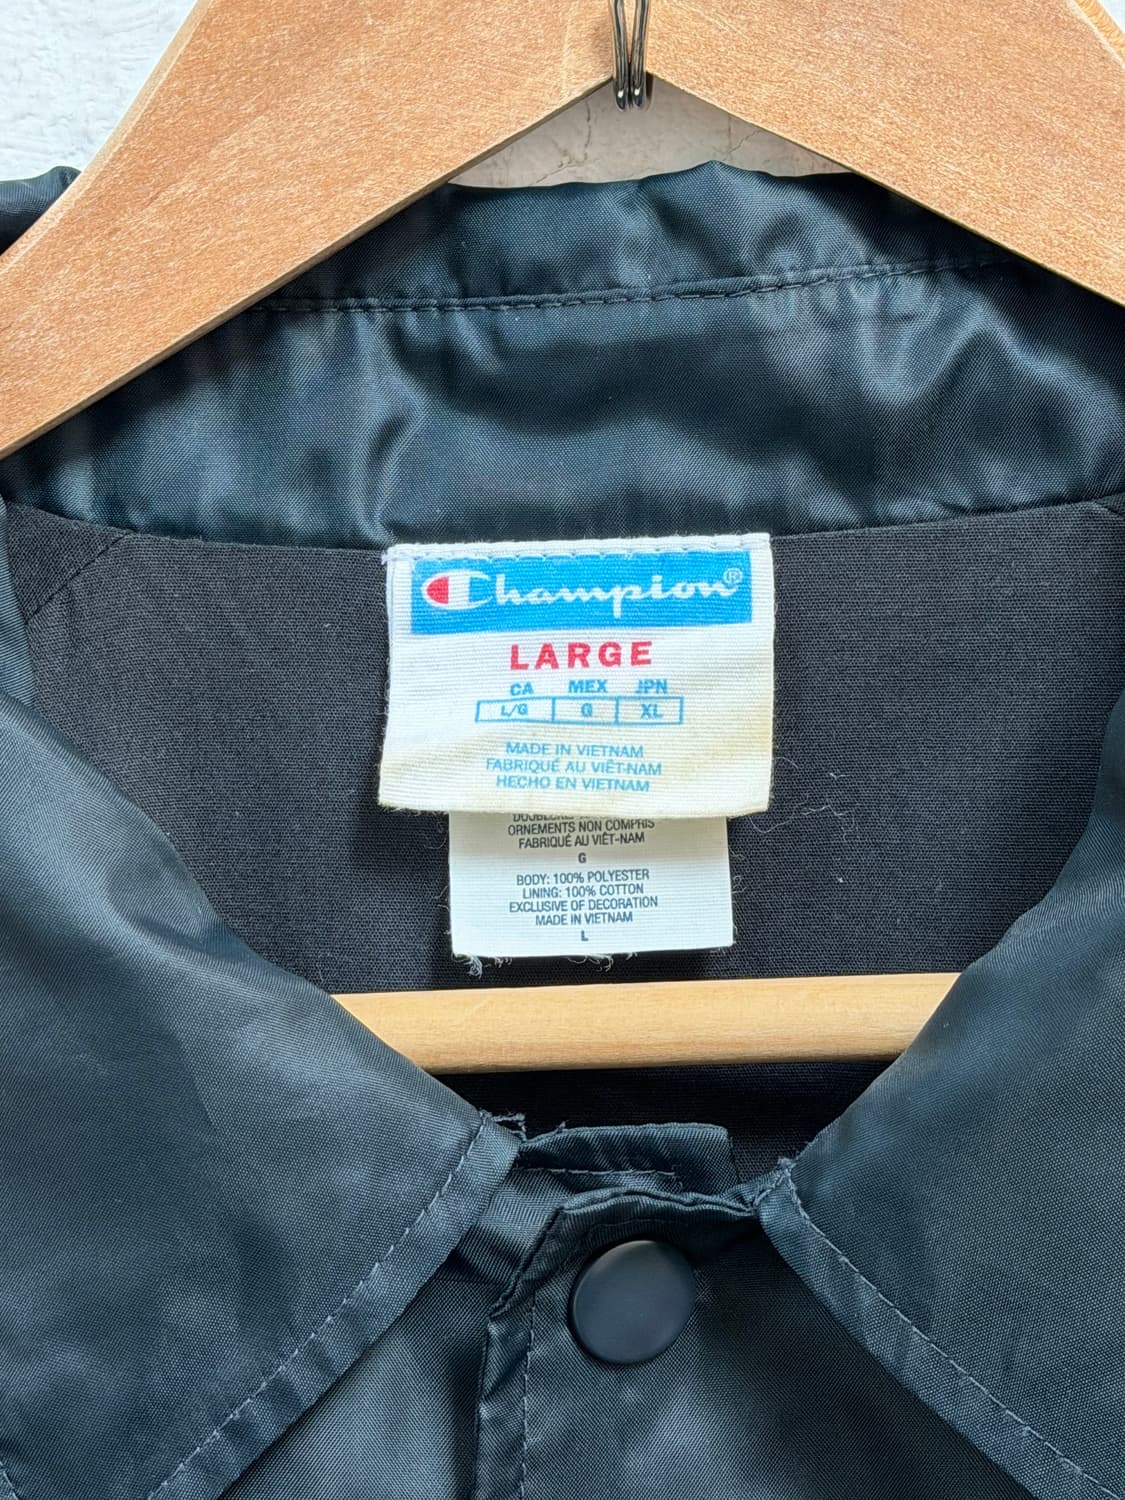 Champion®
LARGE
CA MEX JPN
L/G G XL
MADE IN VIETNAM
FABRIQUÉ AU VIÊT-NAM
HECHO EN VIETNAM
ORNEMENTS NON COMPRIS
FABRIQUÉ AU VIÊT-NAM
G
BODY: 100% POLYESTER
LINING: 100% COTTON
EXCLUSIVE OF DECORATION
MADE IN VIETNAM
L